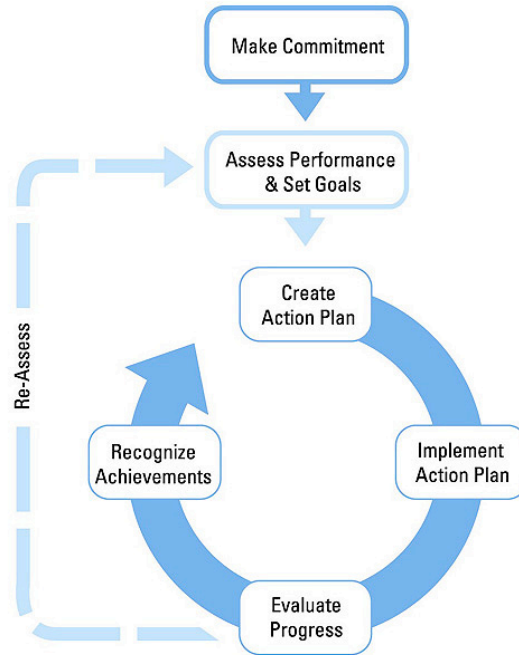 Make Commitment
Assess Performance
& Set Goals
Create
Action Plan
Implement
Action Plan
Evaluate
Progress
Recognize
Achievements
Re-Assess